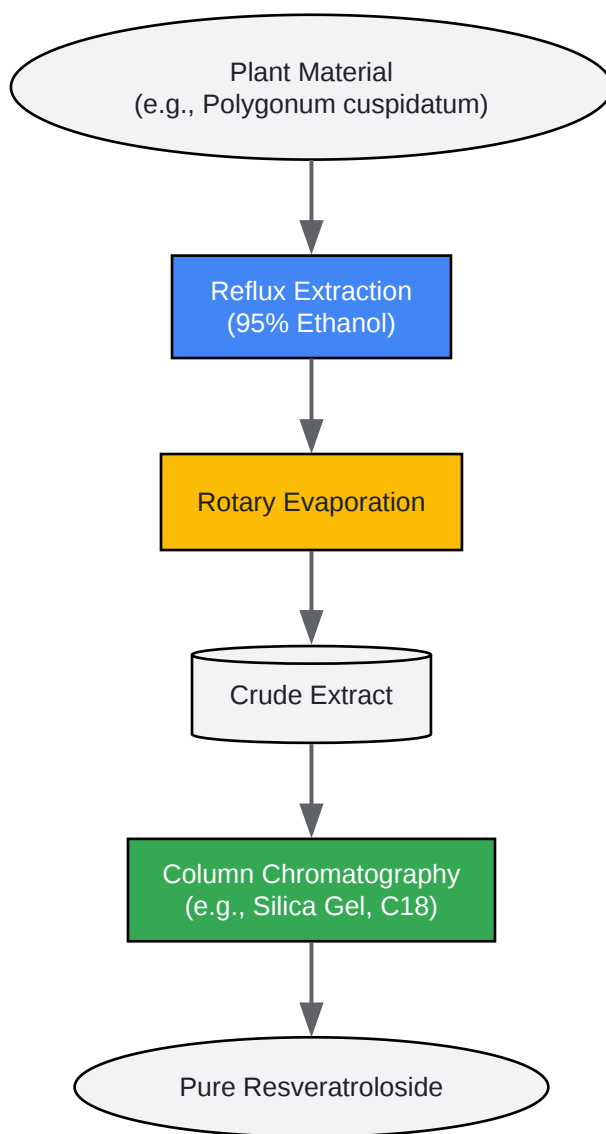 Plant Material
(e.g., Polygonum cuspidatum)
Reflux Extraction
(95% Ethanol)
Rotary Evaporation
Crude Extract
Column Chromatography
(e.g., Silica Gel, C18)
Pure Resveratroloside